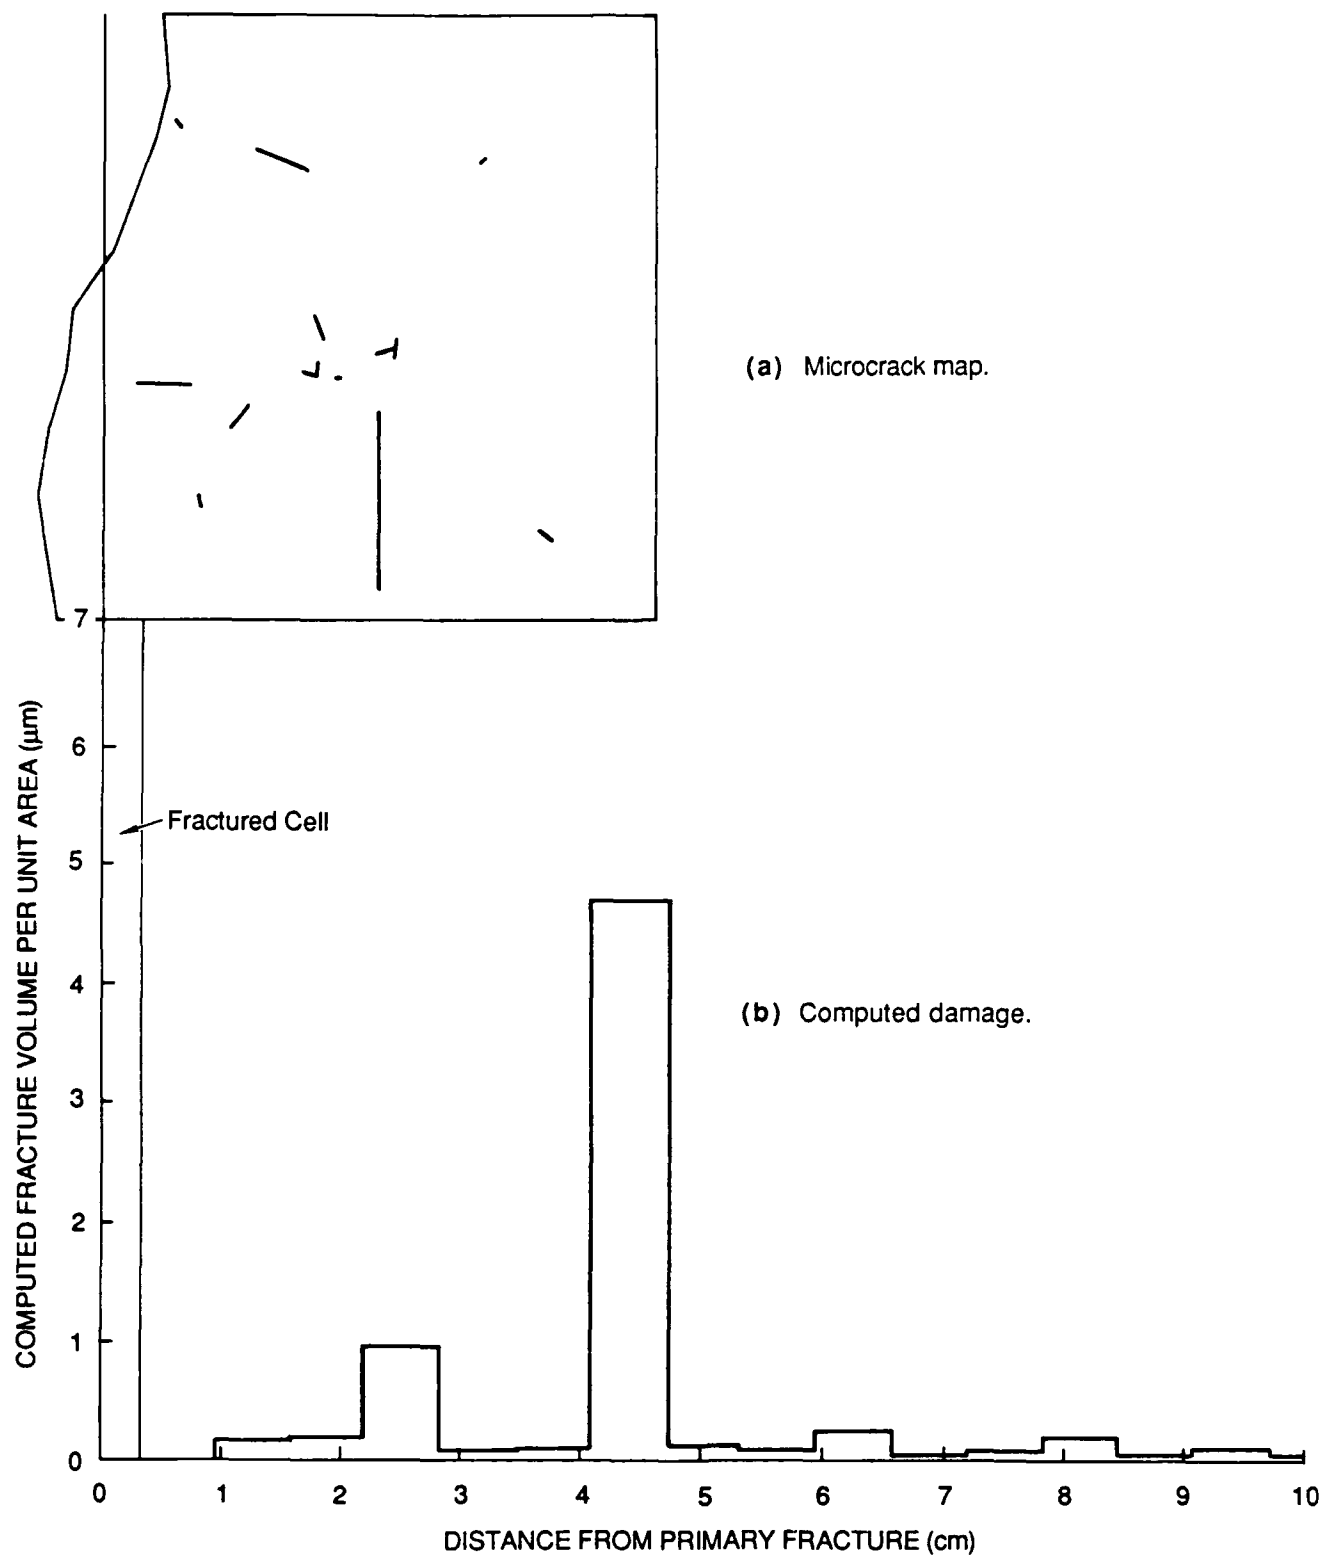 (a) Microcrack map.
7
6
Fractured Cell
5
4
(b) Computed damage.
3
2
1
0
COMPUTED FRACTURE VOLUME PER UNIT AREA (μm)
0 1 2 3 4 5 6 7 8 9 10
DISTANCE FROM PRIMARY FRACTURE (cm)